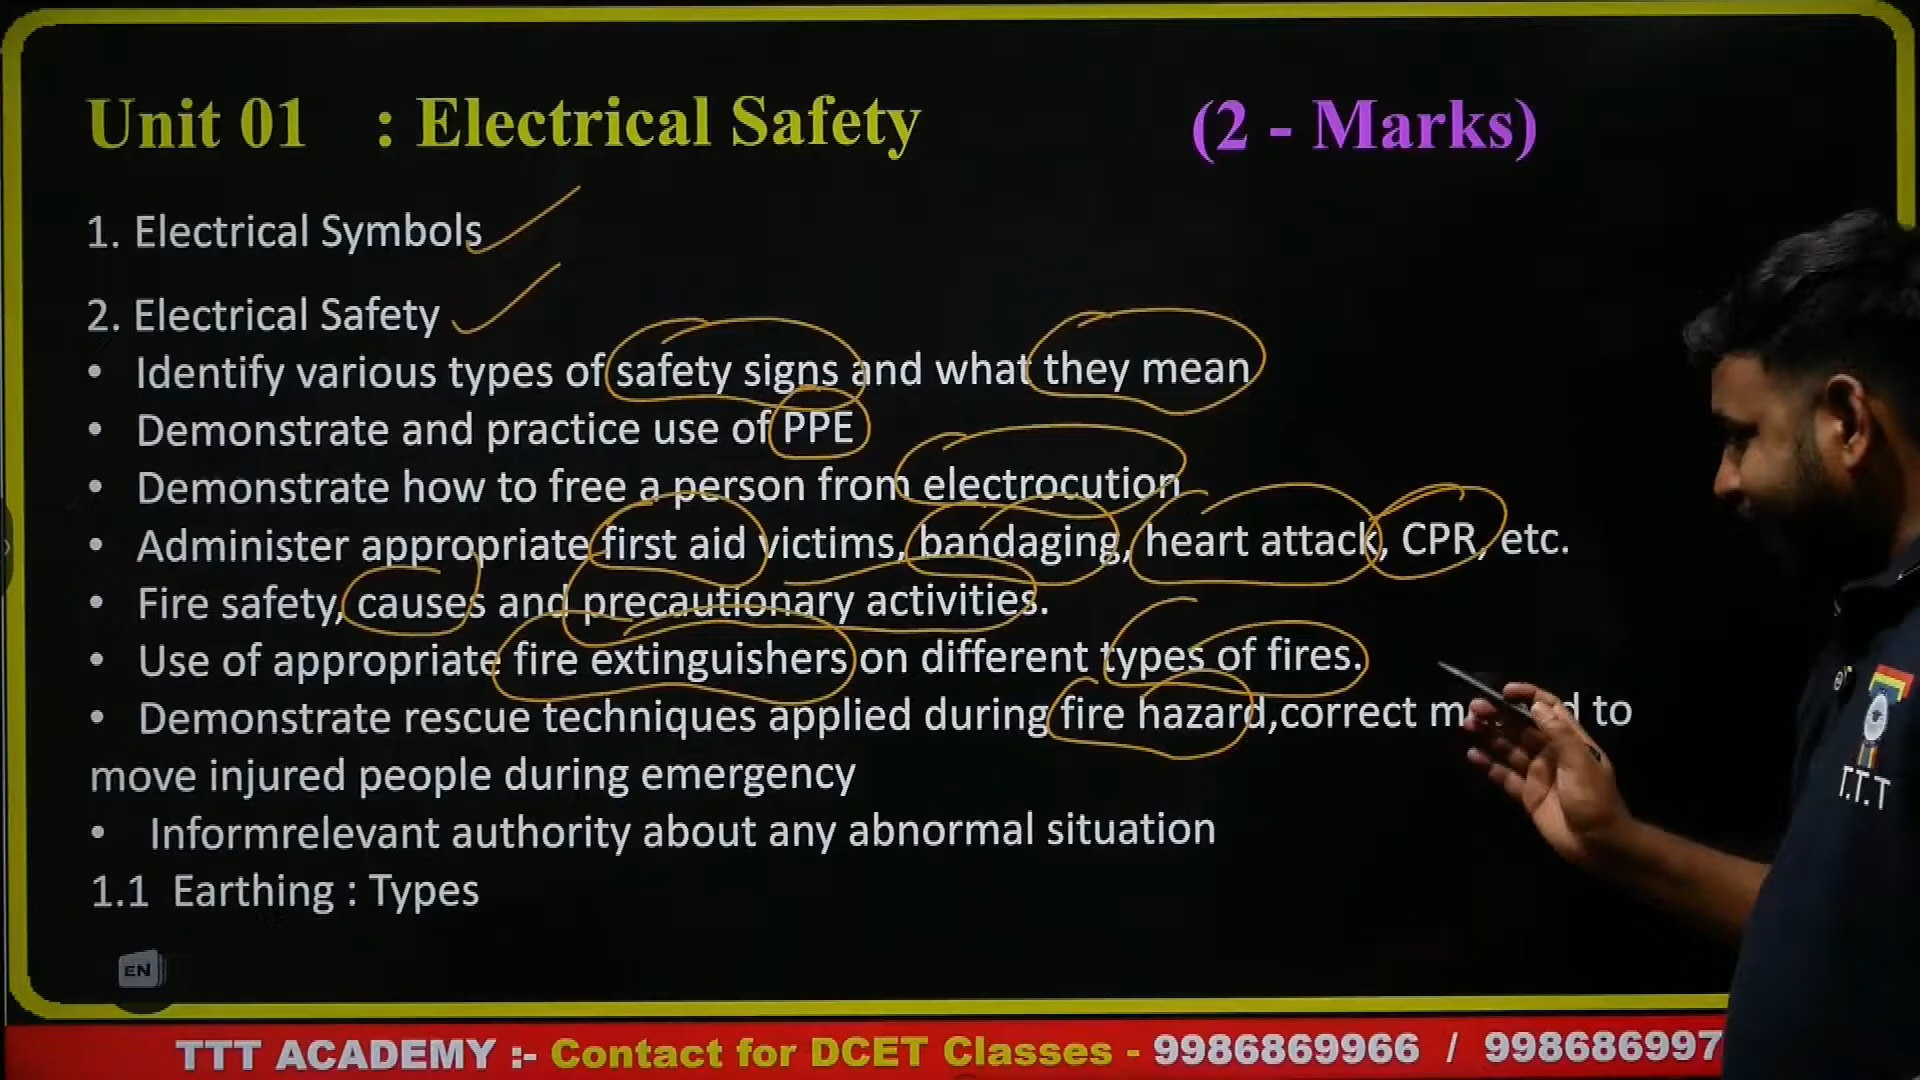 Unit 01 : Electrical Safety (2 - Marks)
1. Electrical Symbols
2. Electrical Safety
• Identify various types of safety signs and what they mean
• Demonstrate and practice use of PPE
• Demonstrate how to free a person from electrocution
• Administer appropriate first aid victims, bandaging, heart attack, CPR, etc.
• Fire safety, causes and precautionary activities.
• Use of appropriate fire extinguishers on different types of fires.
• Demonstrate rescue techniques applied during fire hazard,correct to
move injured people during emergency
• Informrelevant authority about any abnormal situation
1.1 Earthing : Types
EN
T.T.T
TTT ACADEMY :- Contact for DCET Classes - 9986869966 / 998686997